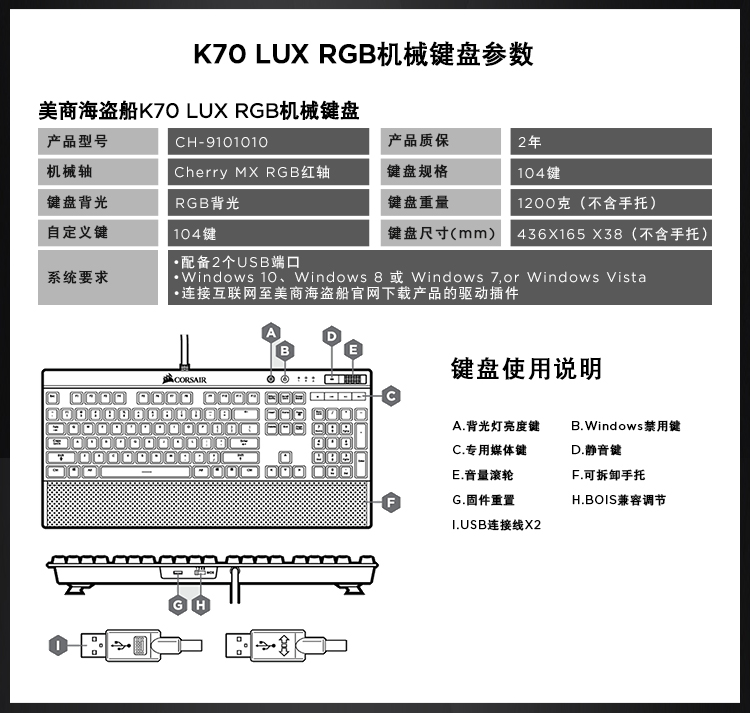 K70 LUX RGB机械键盘参数
美商海盗船K70 LUX RGB机械键盘
产品型号 CH-9101010 产品质保 2年
机械轴 Cherry MX RGB红轴 键盘规格 104键
键盘背光 RGB背光 键盘重量 1200克（不含手托）
自定义键 104键 键盘尺寸(mm) 436X165 X38（不含手托）
系统要求
•配备2个USB端口
•Windows 10、Windows 8 或 Windows 7,or Windows Vista
•连接互联网至美商海盗船官网下载产品的驱动插件
A
B
D
E
CORSAIR
C
F
G
H
I
键盘使用说明
A.背光灯亮度键 B.Windows禁用键
C.专用媒体键 D.静音键
E.音量滚轮 F.可拆卸手托
G.固件重置 H.BOIS兼容调节
I.USB连接线X2